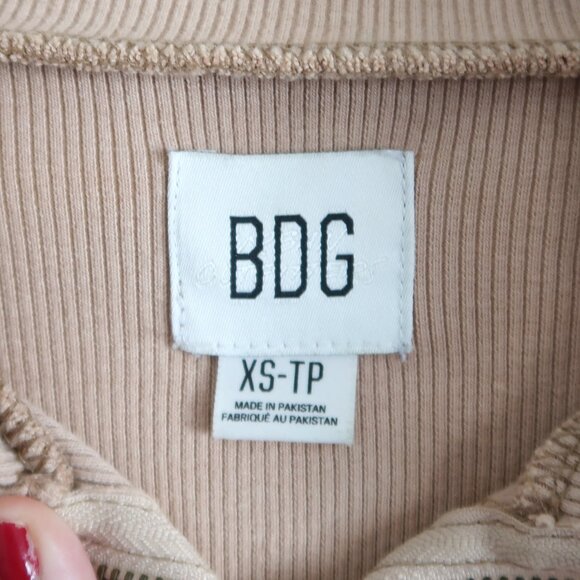 BDG
XS-TP
MADE IN PAKISTAN
FABRIQUÉ AU PAKISTAN